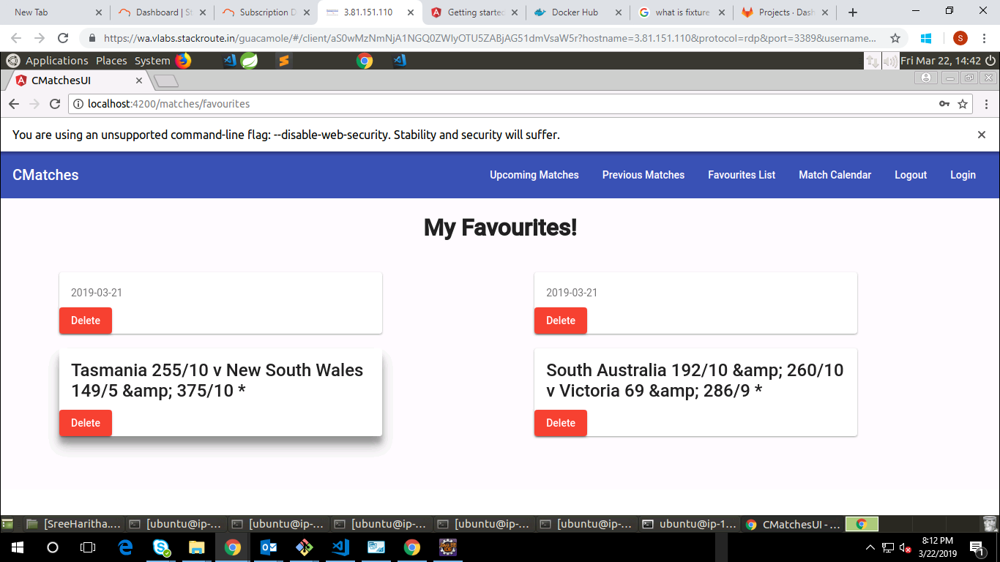 New Tab
Dashboard | St
Subscription D
3.81.151.110
Getting started
Docker Hub
what is fixture
Projects · Dash
https://wa.vlabs.stackroute.in/guacamole/#/client/aS0wMzNmNjA1NGQ0ZWIyOTU5ZABjAG51dmVsaW5r?hostname=3.81.151.110&protocol=rdp&port=3389&username...
S
Applications Places System
Fri Mar 22, 14:42
CMatchesUI
localhost:4200/matches/favourites
You are using an unsupported command-line flag: --disable-web-security. Stability and security will suffer.
CMatches
Upcoming Matches
Previous Matches
Favourites List
Match Calendar
Logout
Login
My Favourites!
2019-03-21
Delete
2019-03-21
Delete
Tasmania 255/10 v New South Wales
149/5 &amp; 375/10 *
Delete
South Australia 192/10 &amp; 260/10
v Victoria 69 &amp; 286/9 *
Delete
[SreeHaritha....
[ubuntu@ip-...
[ubuntu@ip-...
[ubuntu@ip-...
[ubuntu@ip-...
[ubuntu@ip-...
ubuntu@ip-1...
CMatchesUI - ...
8:12 PM
3/22/2019
1